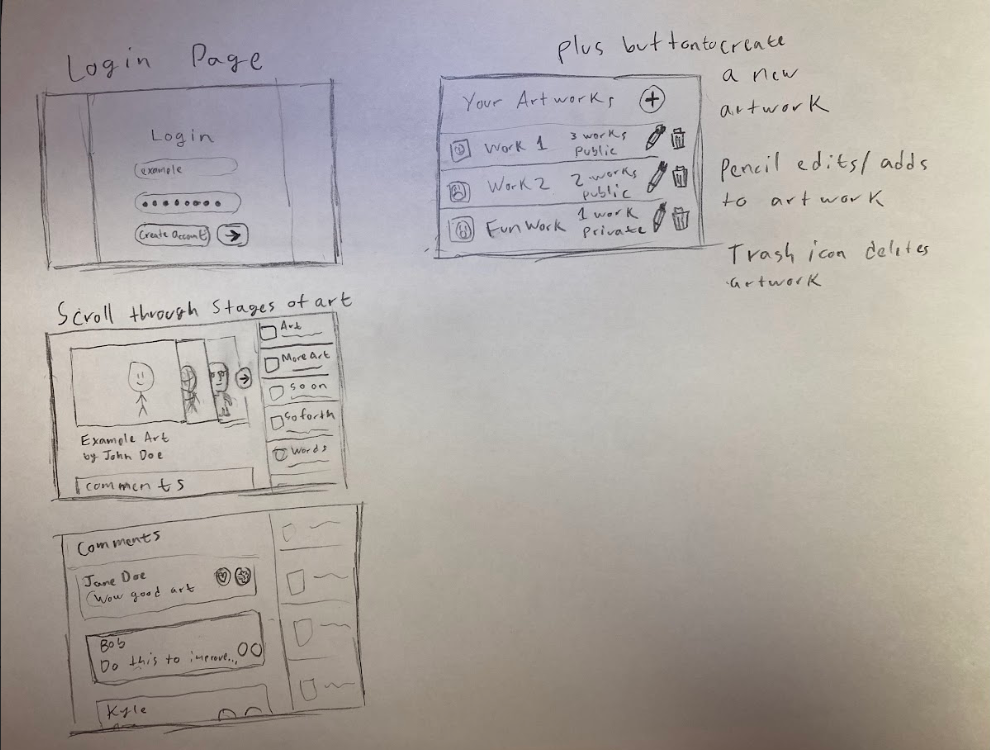 Login Page
Login
example
Create Account
plus button to create
a new
artwork
Your Artworks
Work 1 3 works public
Work 2 2 works public
Fun Work 1 work private
Pencil edits/adds
to artwork
Trash icon deletes
artwork
Scroll through stages of art
Example Art
by John Doe
comments
Art
More art
so on
so forth
Words
Comments
Jane Doe
Wow good art
Bob
Do this to improve...
Kyle